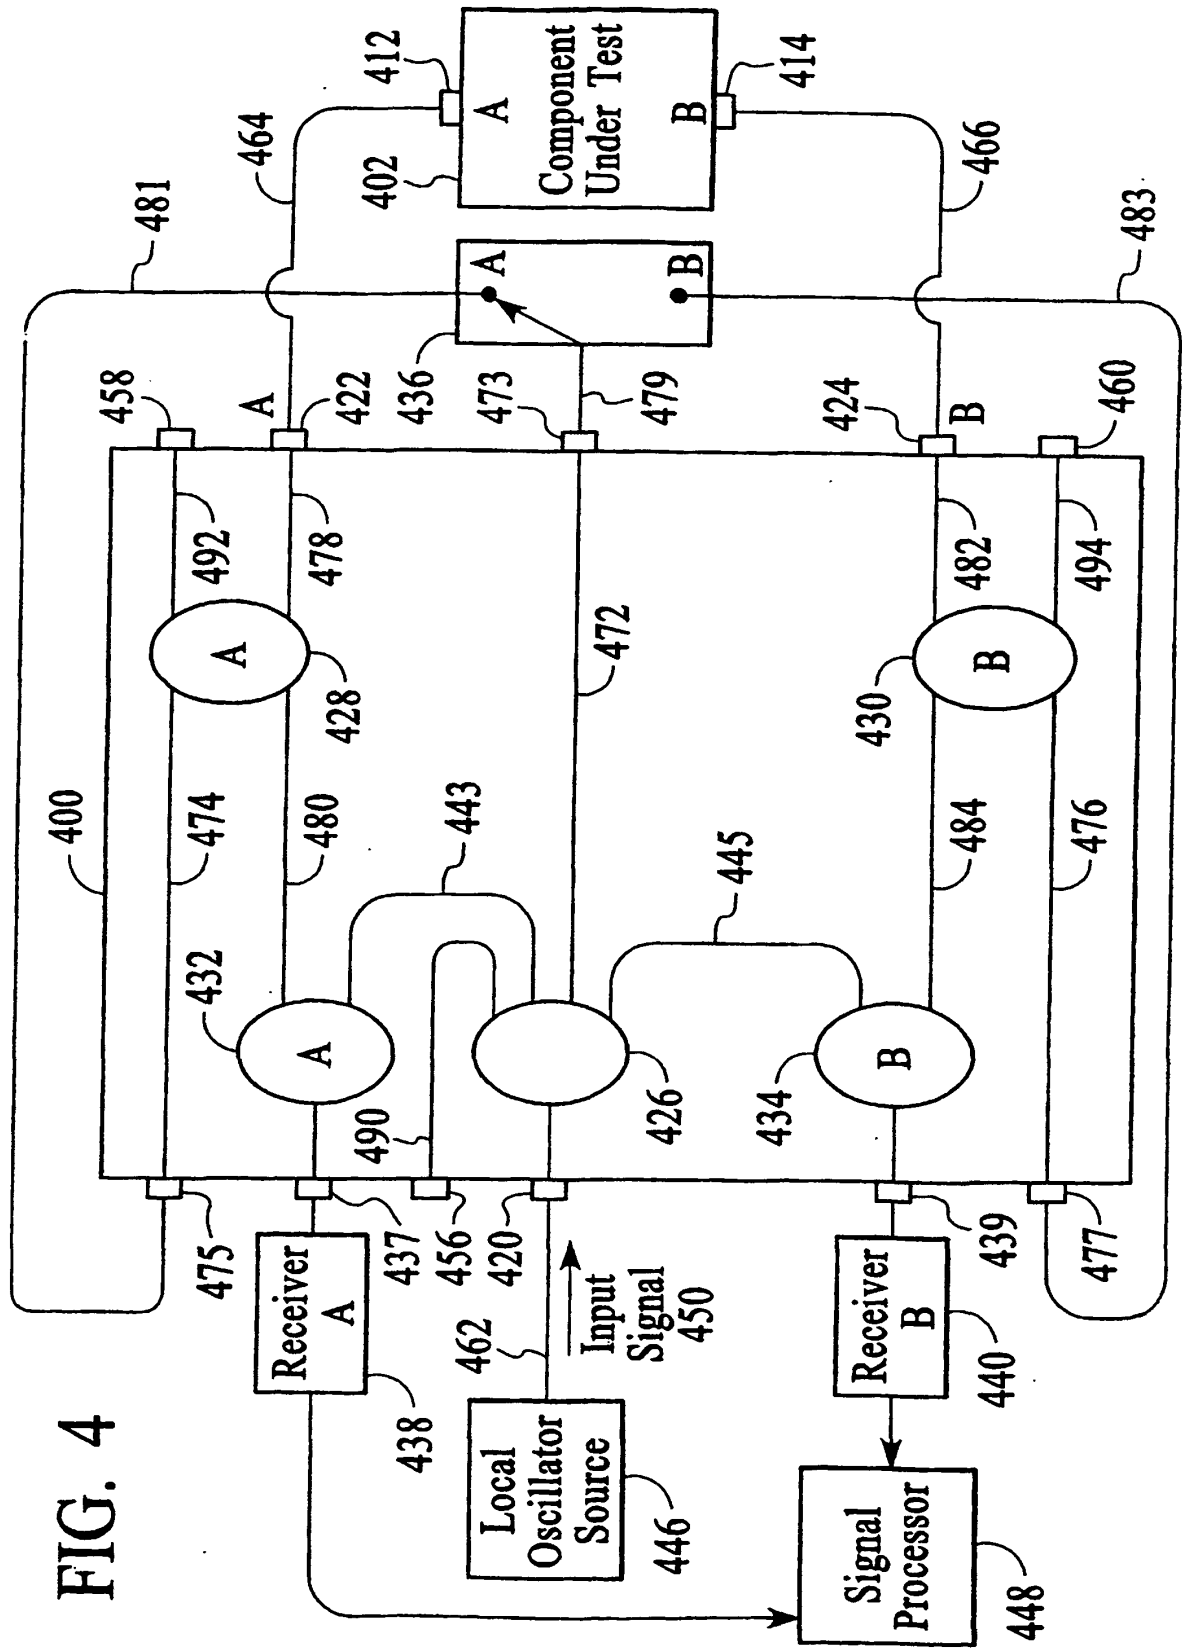 FIG. 4
400
481
464
412
A
Component
Under Test
B
402
414
466
483
A
B
436
458
A
422
473
479
424
B
460
492
478
472
482
494
A
428
430
B
474
480
443
445
484
476
432
A
490
426
434
B
475
437
456
420
439
477
Receiver
A
438
462
Input
Signal
450
Receiver
B
440
Local
Oscillator
Source
446
Signal
Processor
448